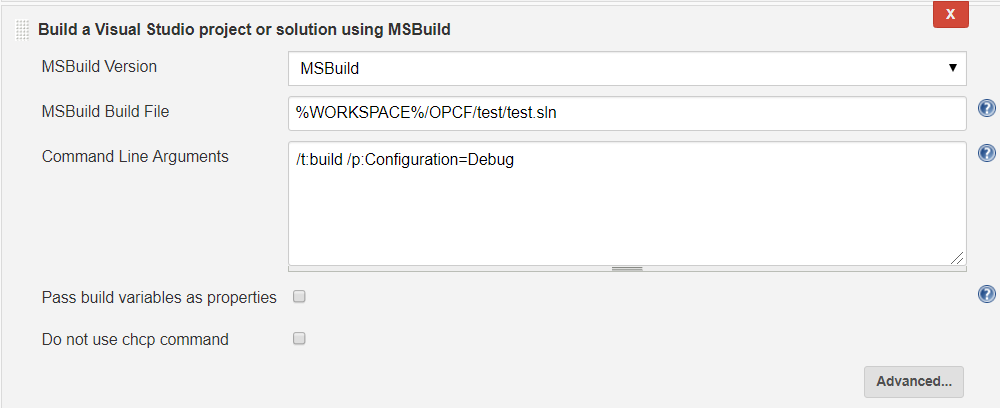 X
Build a Visual Studio project or solution using MSBuild
MSBuild Version
MSBuild
MSBuild Build File
%WORKSPACE%/OPCF/test/test.sln
Command Line Arguments
/t:build /p:Configuration=Debug
Pass build variables as properties
Do not use chcp command
Advanced...